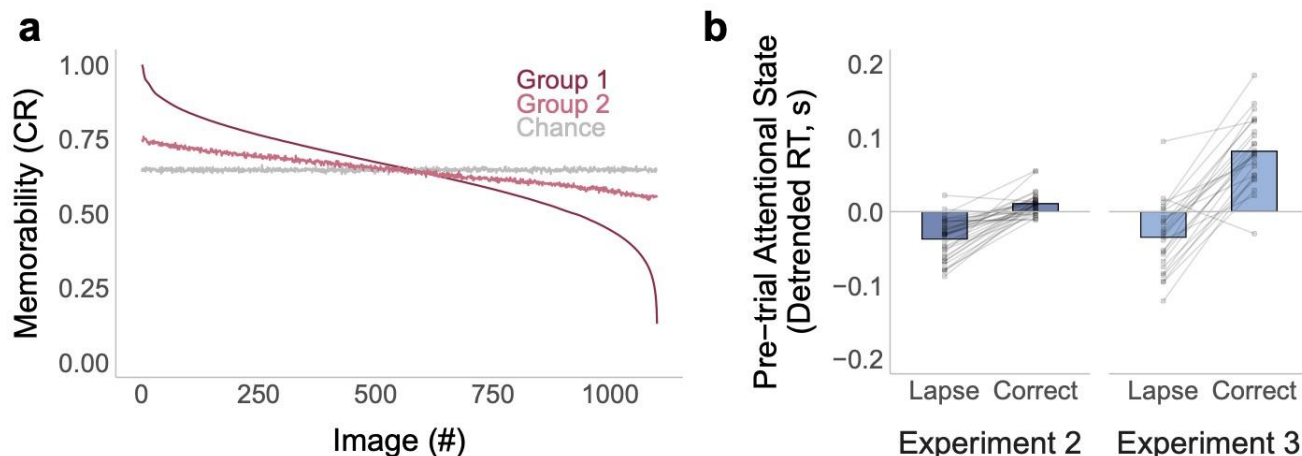 a
Memorability (CR)
1.00
0.75
0.50
0.25
0.00
Group 1
Group 2
Chance
0 250 500 750 1000
Image (#)
b
Pre−trial Attentional State
(Detrended RT, s)
0.2
0.1
0.0
−0.1
−0.2
Lapse Correct Lapse Correct
Experiment 2 Experiment 3